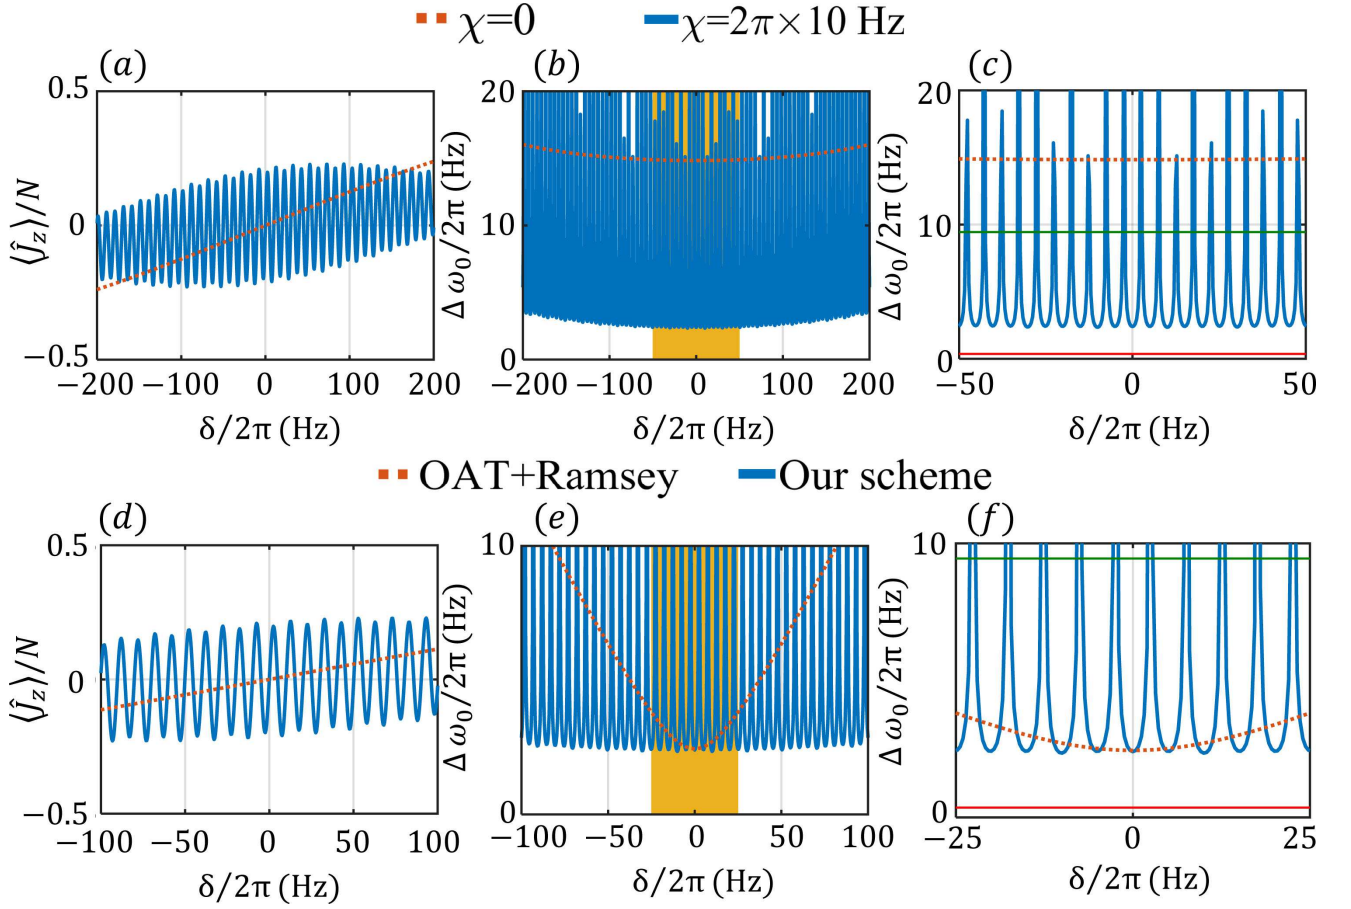 χ=0 χ=2π×10 Hz
(a) (b) (c)
0.5 20 20
⟨Ĵz⟩/N 0 Δω₀/2π (Hz) 10 Δω₀/2π (Hz) 10
−0.5 0 0
−200 −100 0 100 200 −200 −100 0 100 200 −50 0 50
δ/2π (Hz) δ/2π (Hz) δ/2π (Hz)
OAT+Ramsey Our scheme
(d) (e) (f)
0.5 10 10
⟨Ĵz⟩/N 0 Δω₀/2π (Hz) Δω₀/2π (Hz)
−0.5 0 0
−100 −50 0 50 100 −100 −50 0 50 100 −25 0 25
δ/2π (Hz) δ/2π (Hz) δ/2π (Hz)